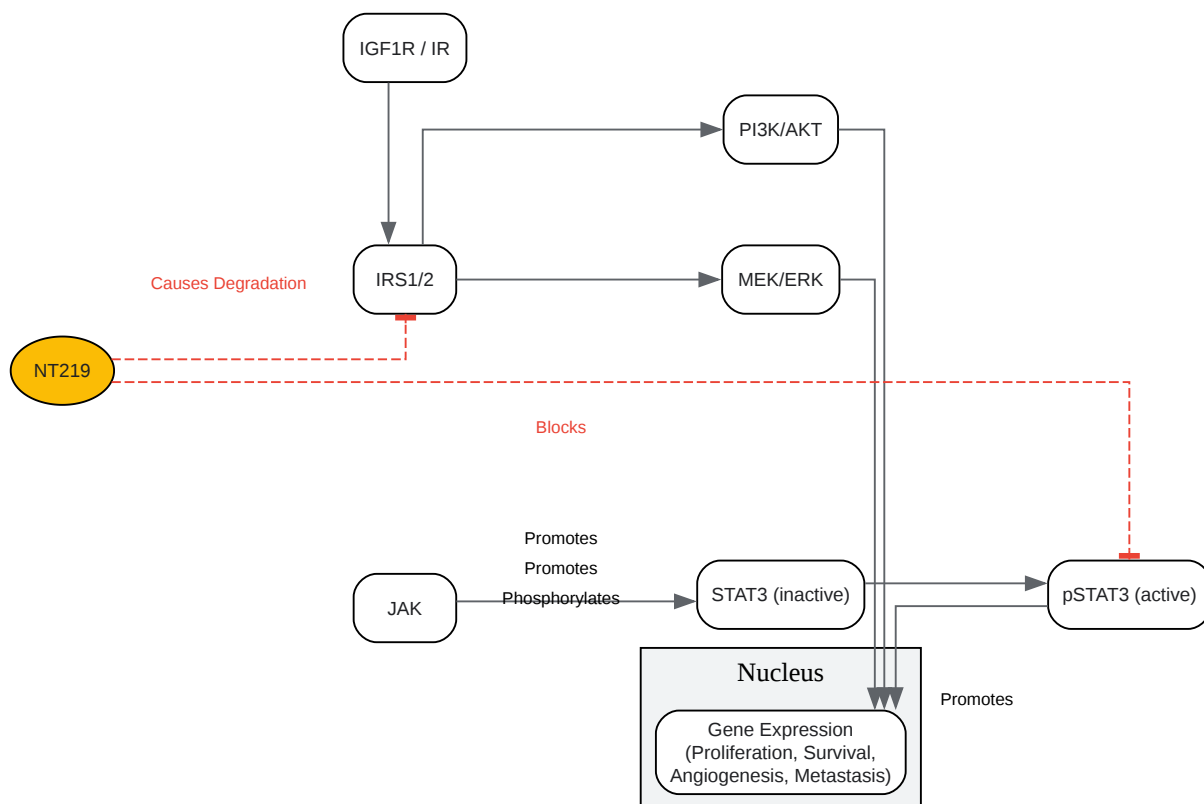 IGF1R / IR
PI3K/AKT
IRS1/2
MEK/ERK
Causes Degradation
NT219
Blocks
Promotes
Promotes
Phosphorylates
JAK
STAT3 (inactive)
pSTAT3 (active)
Nucleus
Promotes
Gene Expression
(Proliferation, Survival,
Angiogenesis, Metastasis)